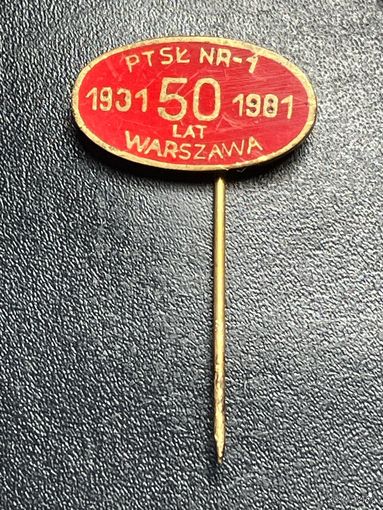 PTSŁ NR-1
1931 50 1981
LAT
WARSZAWA